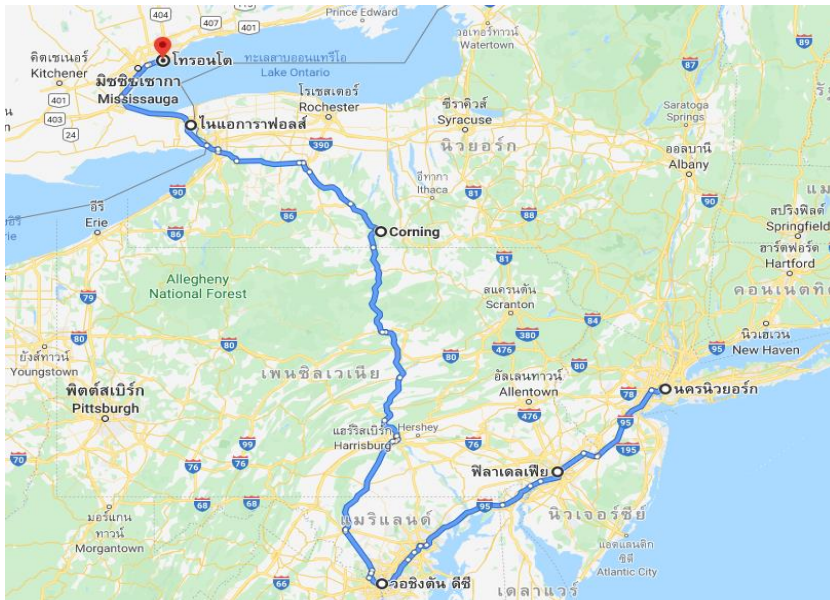 404
407
Prince Edward
คิตเชเนอร์
Kitchener
โทรอนโต
ทะเลสาบออนแทรีโอ
Lake Ontario
วอเทอร์ทาวน์
Watertown
89
87
401
มิซซิซเซากา
Mississauga
401
403
24
โรเชสเตอร์
Rochester
ซีราคิวส์
Syracuse
Saratoga
Springs
ไนแอการาฟอลส์
390
นิวยอร์ก
ออลบานี
Albany
อีทากา
Ithaca
90
81
90
อีรี
Erie
86
86
88
สปริงฟิลด์
Springfield
Corning
ฮาร์ตฟอร์ด
Hartford
81
Allegheny
National Forest
79
สแครนตัน
Scranton
84
380
นิวเฮเวน
New Haven
95
80
80
80
476
80
ยังส์ทาวน์
Youngstown
เพนซิลเวเนีย
อัลเลนทาวน์
Allentown
78
นครนิวยอร์ก
พิตต์สเบิร์ก
Pittsburgh
476
95
แฮร์ริสเบิร์ก
Harrisburg
Hershey
99
76
195
70
76
76
ฟิลาเดลเฟีย
68
68
95
มอร์แกน
ทาวน์
Morgantown
แมริแลนด์
นิวเจอร์ซีย์
แอตแลนติก
ซิตี
Atlantic City
66
วอชิงตัน ดีซี
เดลาแวร์